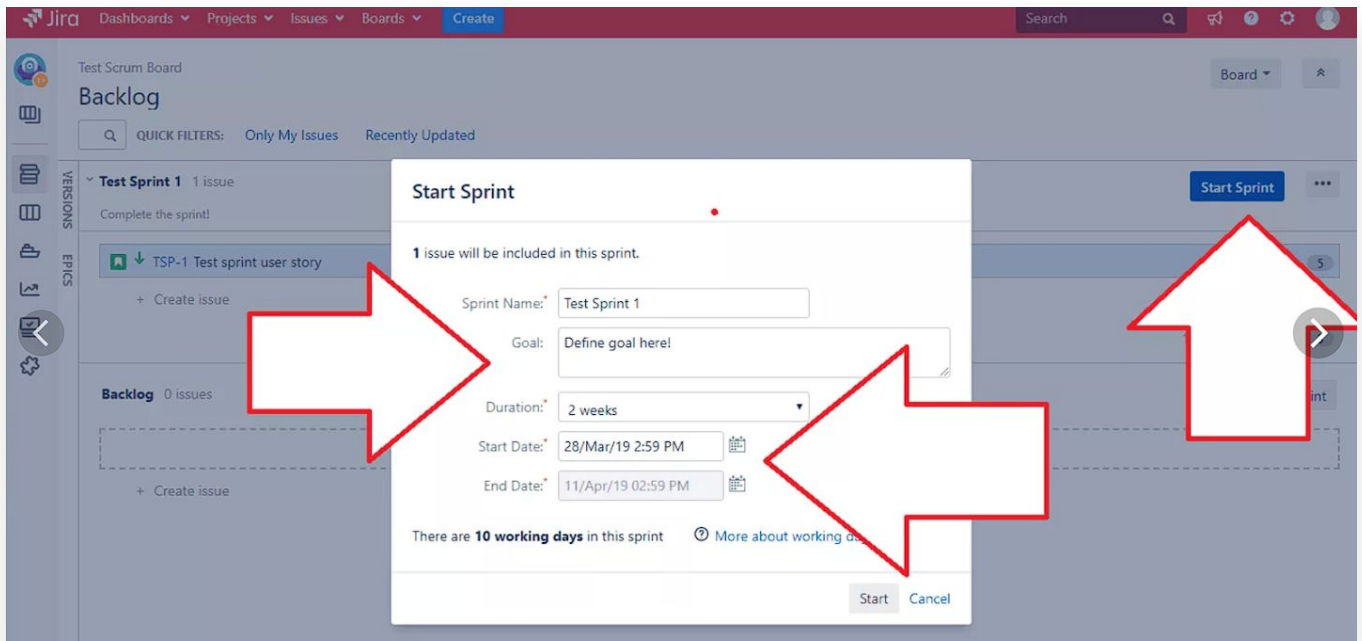 Jira Dashboards Projects Issues Boards Create Search
Test Scrum Board
Backlog
Board
QUICK FILTERS: Only My Issues Recently Updated
VERSIONS
EPICS
Test Sprint 1 1 issue
Complete the sprint!
Start Sprint
TSP-1 Test sprint user story
5
+ Create issue
Backlog 0 issues
+ Create issue
Start Sprint
1 issue will be included in this sprint.
Sprint Name:* Test Sprint 1
Goal: Define goal here!
Duration:* 2 weeks
Start Date:* 28/Mar/19 2:59 PM
End Date:* 11/Apr/19 02:59 PM
There are 10 working days in this sprint More about working
Start Cancel